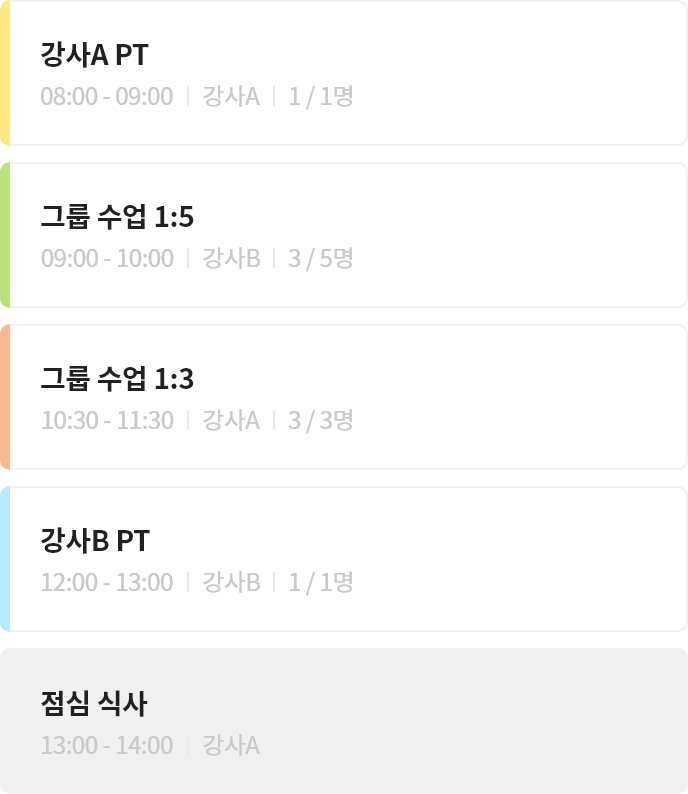 강사A PT
08:00 - 09:00 | 강사A | 1 / 1명
그룹 수업 1:5
09:00 - 10:00 | 강사B | 3 / 5명
그룹 수업 1:3
10:30 - 11:30 | 강사A | 3 / 3명
강사B PT
12:00 - 13:00 | 강사B | 1 / 1명
점심 식사
13:00 - 14:00 | 강사A